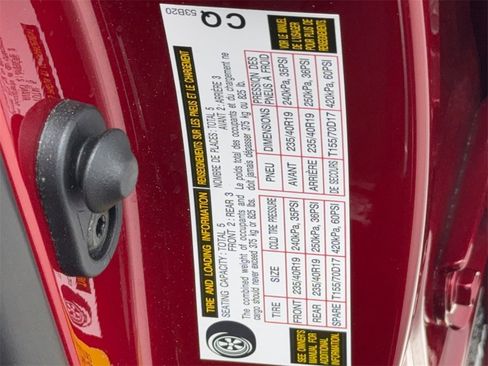 TIRE AND LOADING INFORMATION
SEATING CAPACITY: TOTAL 5
FRONT 2 : REAR 3
The combined weight of occupants and
cargo should never exceed 375 kg or 825 lbs.
TIRE SIZE COLD TIRE PRESSURE
FRONT 235/40R19 240kPa, 35PSI
REAR 235/40R19 250kPa, 36PSI
SPARE T155/70D17 420kPa, 60PSI
SEE OWNER'S
MANUAL FOR
ADDITIONAL
INFORMATION
RENSEIGNEMENTS SUR LES PNEUS ET LE CHARGEMENT
NOMBRE DE PLACES : TOTAL 5
AVANT 2 : ARRIÈRE 3
Le poids total des occupants et du chargement ne
doit jamais dépasser 375 kg ou 825 lb.
PNEU DIMENSIONS PRESSION DES
PNEUS À FROID
AVANT 235/40R19 240kPa, 35PSI
ARRIÈRE 235/40R19 250kPa, 36PSI
DE SECOURS T155/70D17 420kPa, 60PSI
VOIR LE MANUEL
DE L'USAGER
POUR PLUS DE
RENSEIGNEMENTS
53B20
CQ